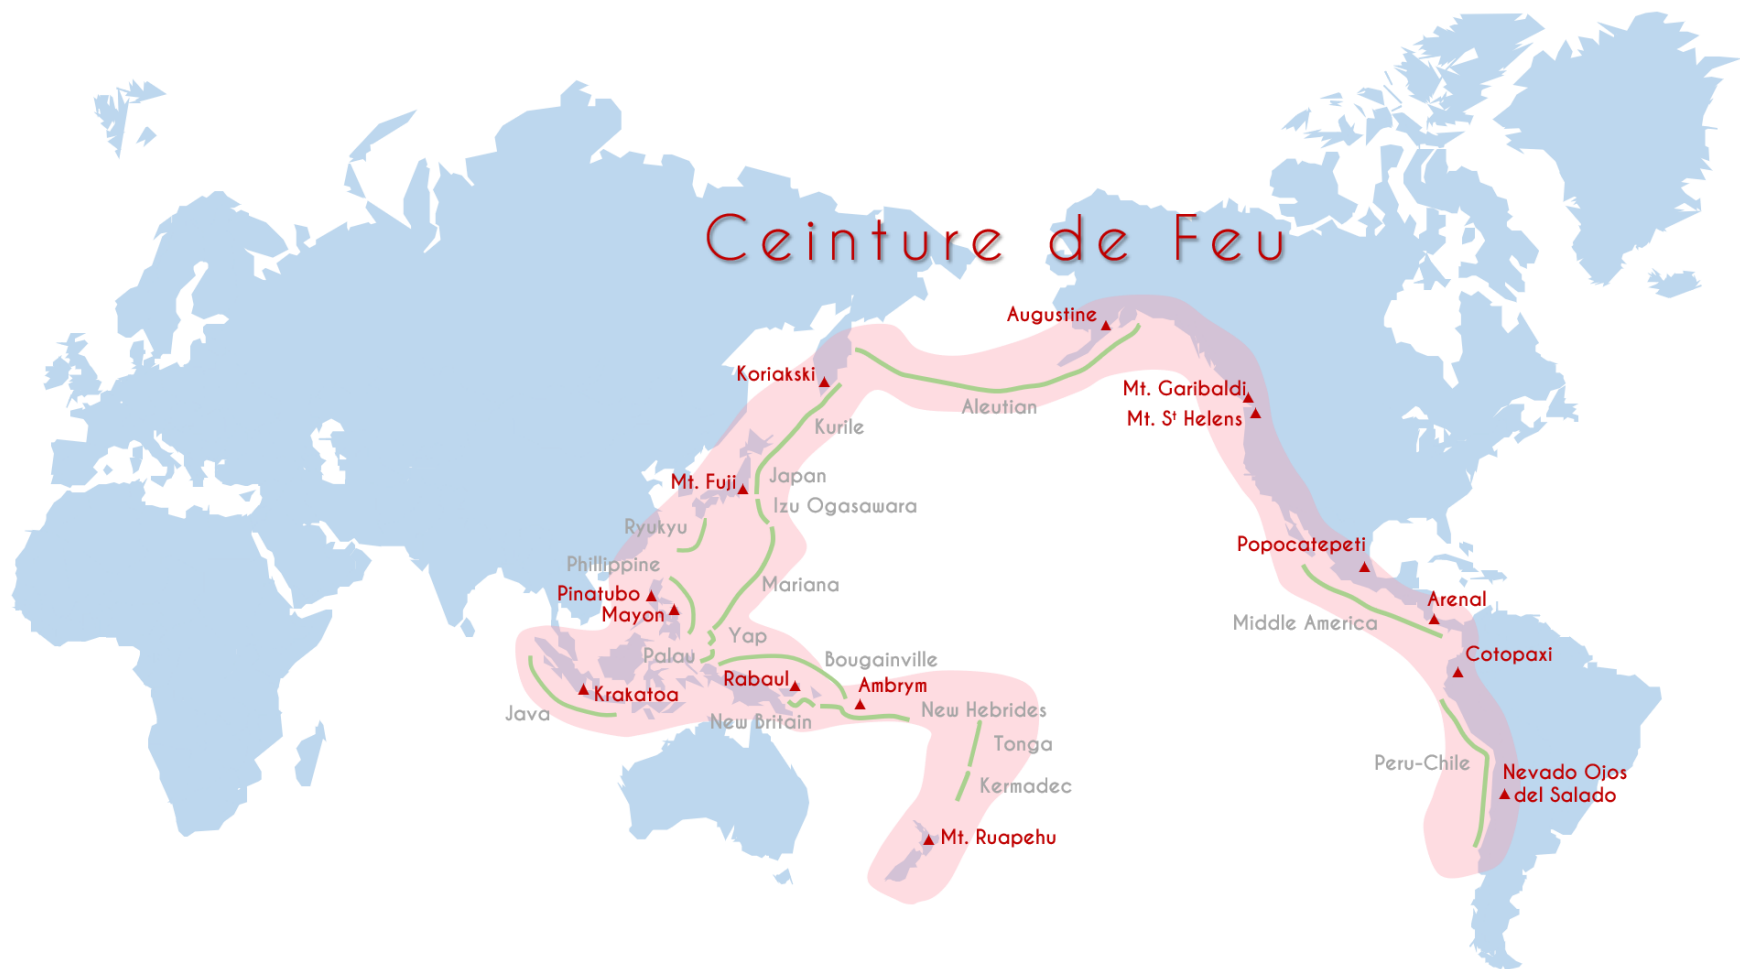 Ceinture de Feu
Augustine
Koriakski
Mt. Garibaldi
Aleutian
Mt. St Helens
Kurile
Japan
Mt. Fuji
Izu Ogasawara
Ryukyu
Popocatepeti
Phillippine
Mariana
Pinatubo
Arenal
Mayon
Middle America
Yap
Palau
Cotopaxi
Bougainville
Rabaul
Ambrym
Krakatoa
New Hebrides
Java
New Britain
Tonga
Peru-Chile
Nevado Ojos
del Salado
Kermadec
Mt. Ruapehu